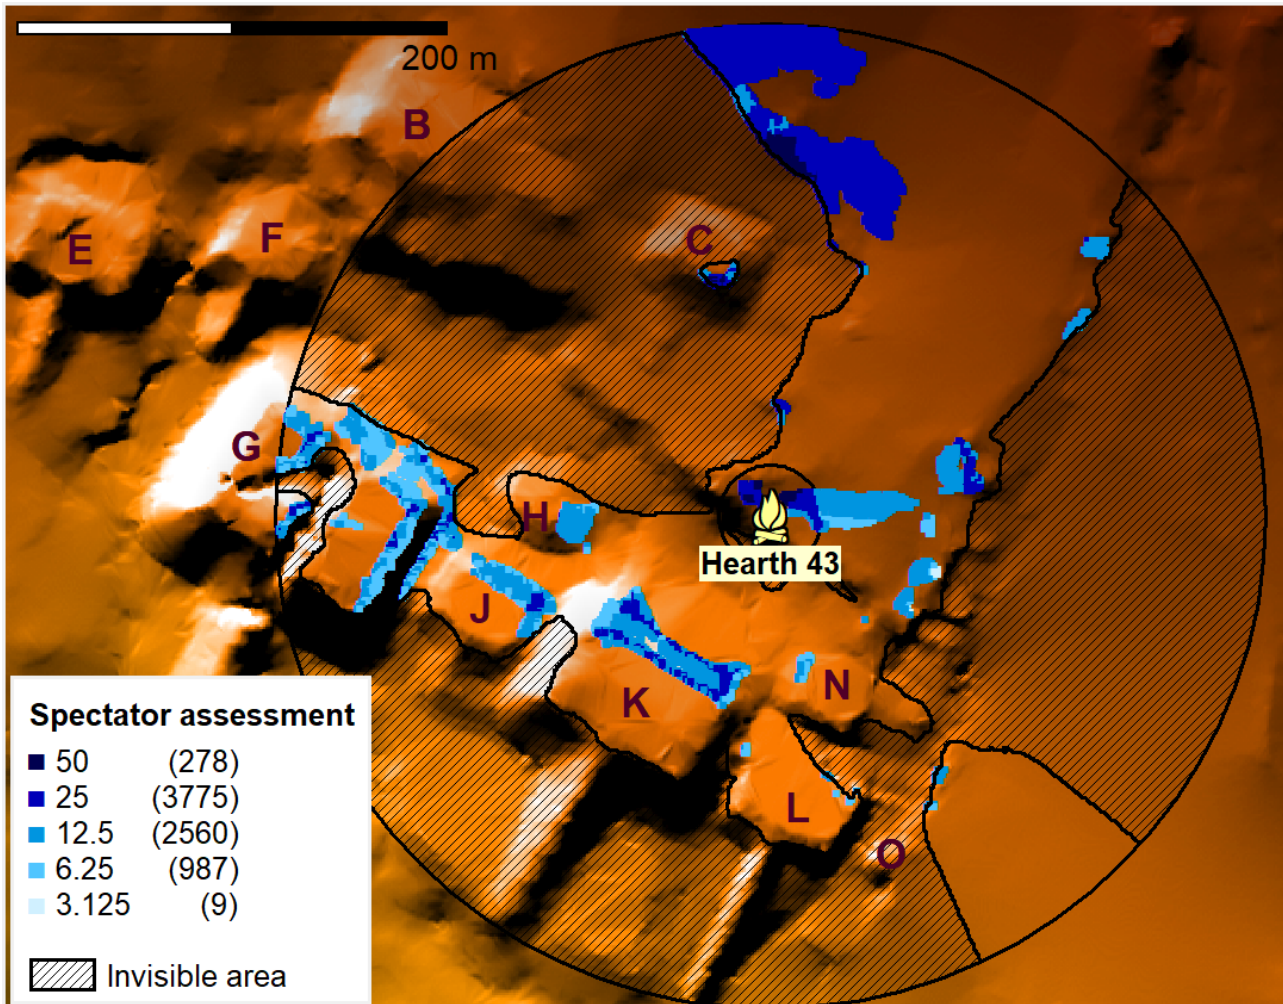 200 m
B
E
F
C
G
H
Hearth 43
J
K
N
L
O
Spectator assessment
50 (278)
25 (3775)
12.5 (2560)
6.25 (987)
3.125 (9)
Invisible area